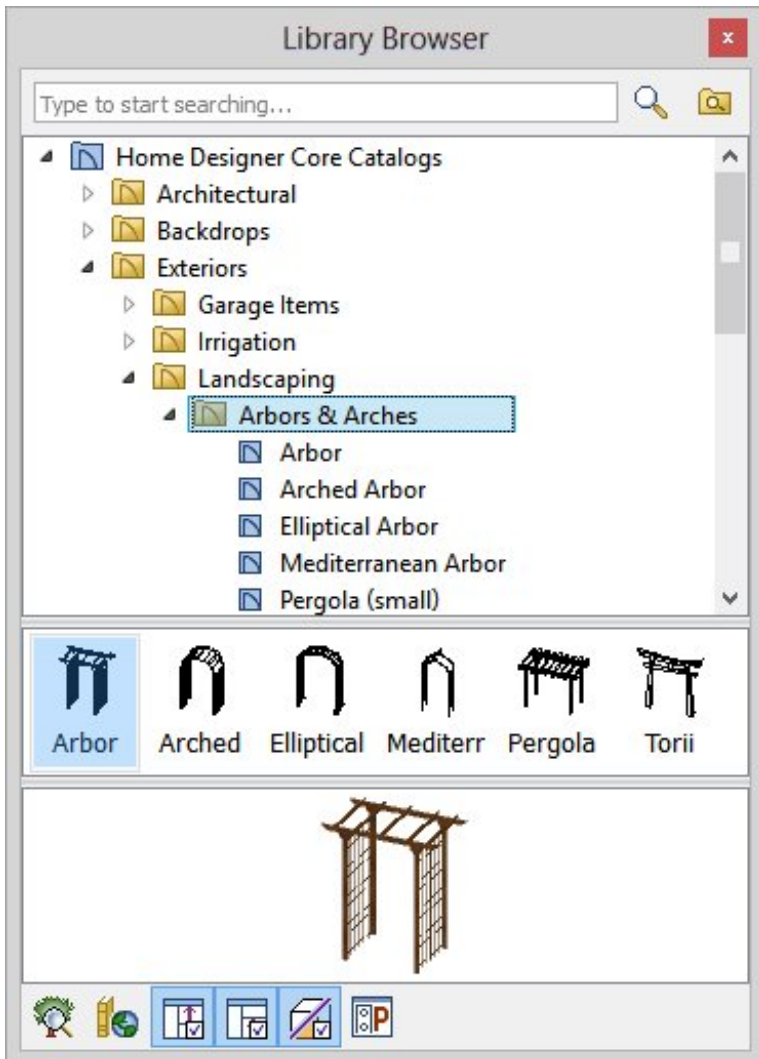 Library Browser
x
Type to start searching...
Home Designer Core Catalogs
Architectural
Backdrops
Exteriors
Garage Items
Irrigation
Landscaping
Arbors & Arches
Arbor
Arched Arbor
Elliptical Arbor
Mediterranean Arbor
Pergola (small)
Arbor Arched Elliptical Mediterr Pergola Torii
P